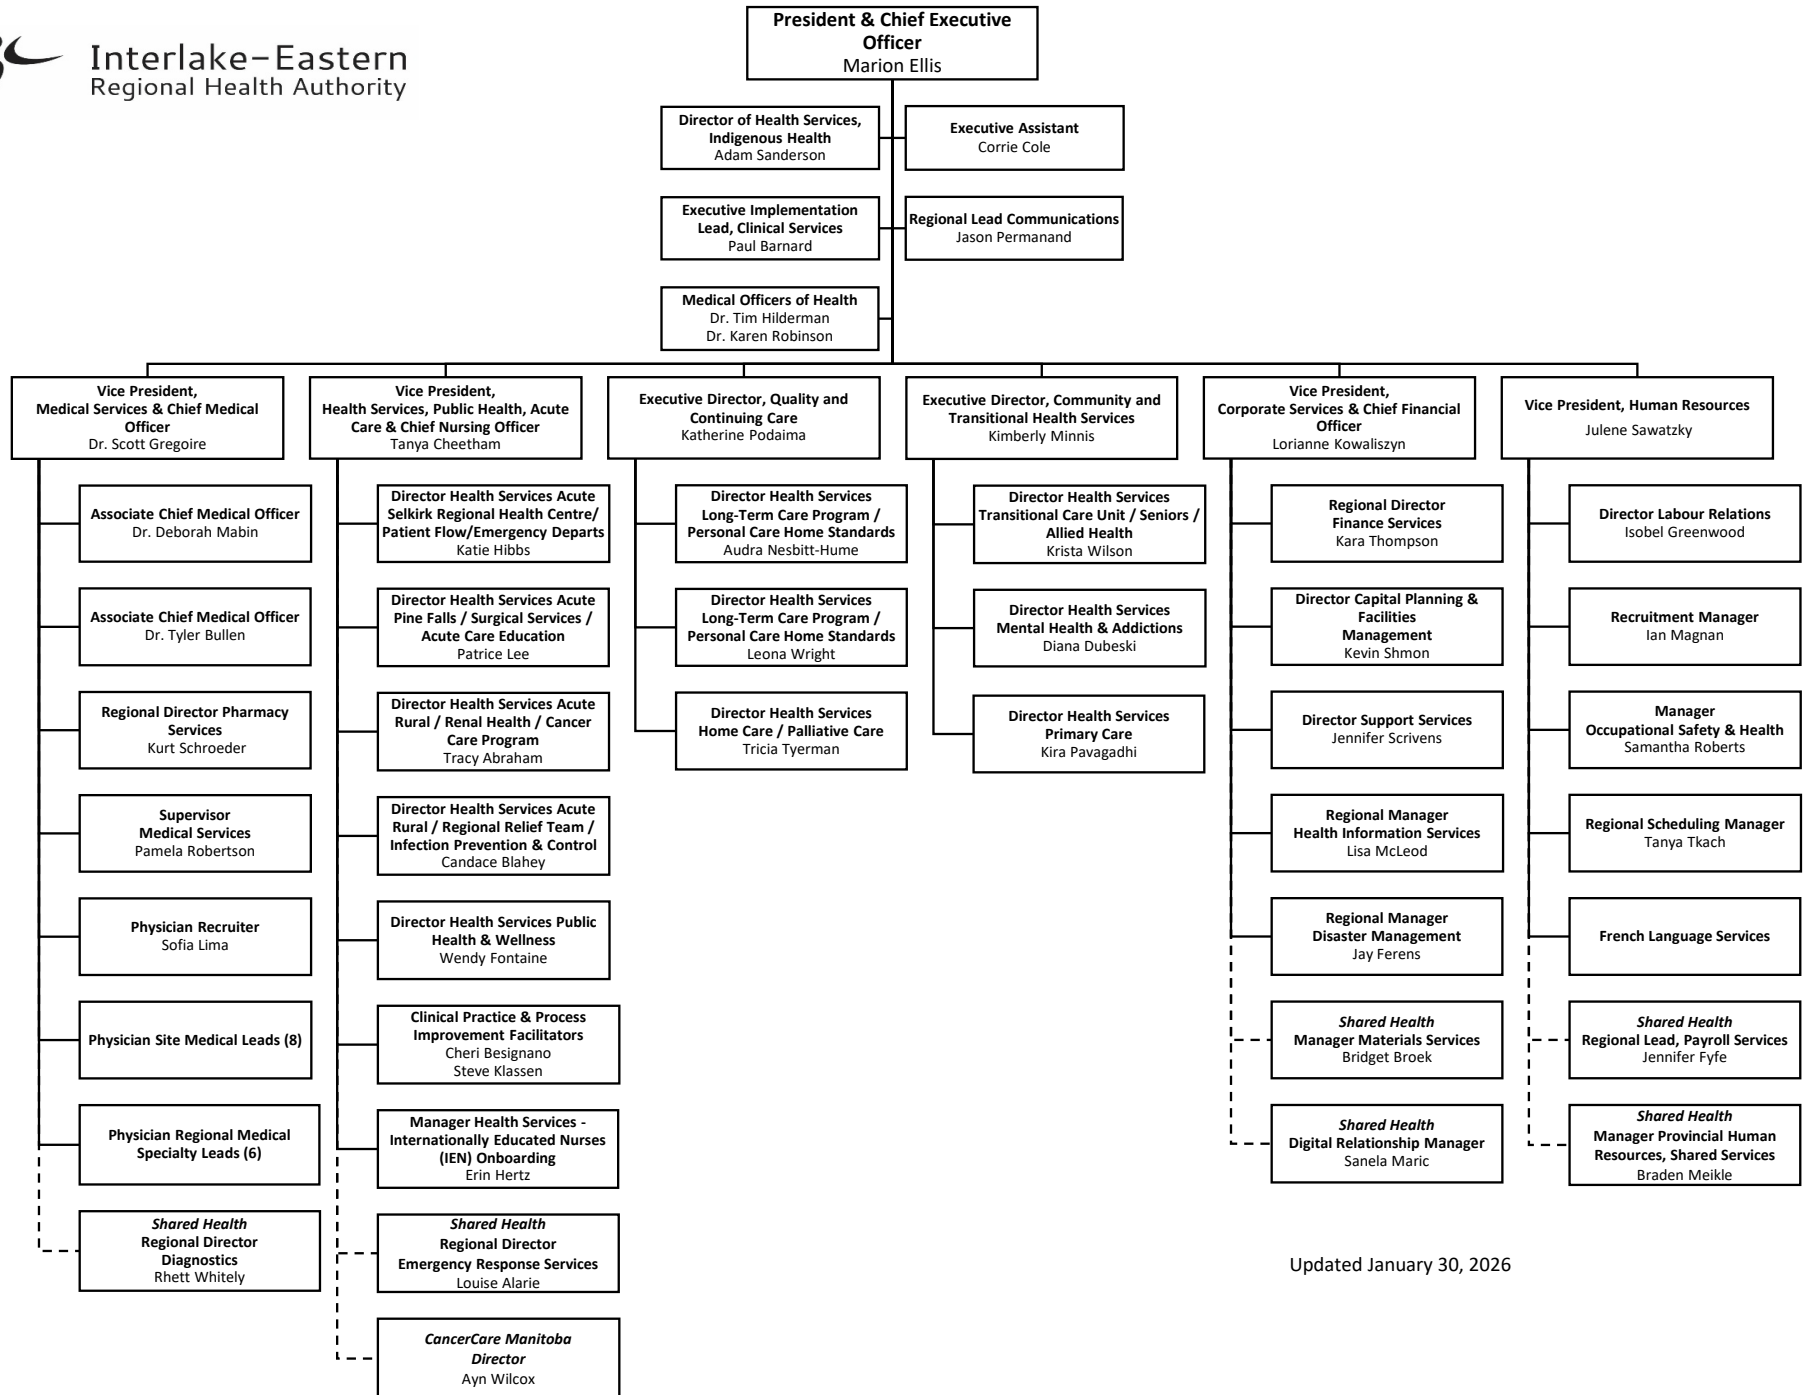 Interlake–Eastern
Regional Health Authority
President & Chief Executive
Officer
Marion Ellis
Director of Health Services,
Indigenous Health
Adam Sanderson
Executive Assistant
Corrie Cole
Executive Implementation
Lead, Clinical Services
Paul Barnard
Regional Lead Communications
Jason Permanand
Medical Officers of Health
Dr. Tim Hilderman
Dr. Karen Robinson
Vice President,
Medical Services & Chief Medical
Officer
Dr. Scott Gregoire
Associate Chief Medical Officer
Dr. Deborah Mabin
Associate Chief Medical Officer
Dr. Tyler Bullen
Regional Director Pharmacy
Services
Kurt Schroeder
Supervisor
Medical Services
Pamela Robertson
Physician Recruiter
Sofia Lima
Physician Site Medical Leads (8)
Physician Regional Medical
Specialty Leads (6)
Shared Health
Regional Director
Diagnostics
Rhett Whitely
Vice President,
Health Services, Public Health, Acute
Care & Chief Nursing Officer
Tanya Cheetham
Director Health Services Acute
Selkirk Regional Health Centre/
Patient Flow/Emergency Departs
Katie Hibbs
Director Health Services Acute
Pine Falls / Surgical Services /
Acute Care Education
Patrice Lee
Director Health Services Acute
Rural / Renal Health / Cancer
Care Program
Tracy Abraham
Director Health Services Acute
Rural / Regional Relief Team /
Infection Prevention & Control
Candace Blahey
Director Health Services Public
Health & Wellness
Wendy Fontaine
Clinical Practice & Process
Improvement Facilitators
Cheri Besignano
Steve Klassen
Manager Health Services -
Internationally Educated Nurses
(IEN) Onboarding
Erin Hertz
Shared Health
Regional Director
Emergency Response Services
Louise Alarie
CancerCare Manitoba
Director
Ayn Wilcox
Executive Director, Quality and
Continuing Care
Katherine Podaima
Director Health Services
Long-Term Care Program /
Personal Care Home Standards
Audra Nesbitt-Hume
Director Health Services
Long-Term Care Program /
Personal Care Home Standards
Leona Wright
Director Health Services
Home Care / Palliative Care
Tricia Tyerman
Executive Director, Community and
Transitional Health Services
Kimberly Minnis
Director Health Services
Transitional Care Unit / Seniors /
Allied Health
Krista Wilson
Director Health Services
Mental Health & Addictions
Diana Dubeski
Director Health Services
Primary Care
Kira Pavagadhi
Vice President,
Corporate Services & Chief Financial
Officer
Lorianne Kowaliszyn
Regional Director
Finance Services
Kara Thompson
Director Capital Planning &
Facilities
Management
Kevin Shmon
Director Support Services
Jennifer Scrivens
Regional Manager
Health Information Services
Lisa McLeod
Regional Manager
Disaster Management
Jay Ferens
Shared Health
Manager Materials Services
Bridget Broek
Shared Health
Digital Relationship Manager
Sanela Maric
Vice President, Human Resources
Julene Sawatzky
Director Labour Relations
Isobel Greenwood
Recruitment Manager
Ian Magnan
Manager
Occupational Safety & Health
Samantha Roberts
Regional Scheduling Manager
Tanya Tkach
French Language Services
Shared Health
Regional Lead, Payroll Services
Jennifer Fyfe
Shared Health
Manager Provincial Human
Resources, Shared Services
Braden Meikle
Updated January 30, 2026